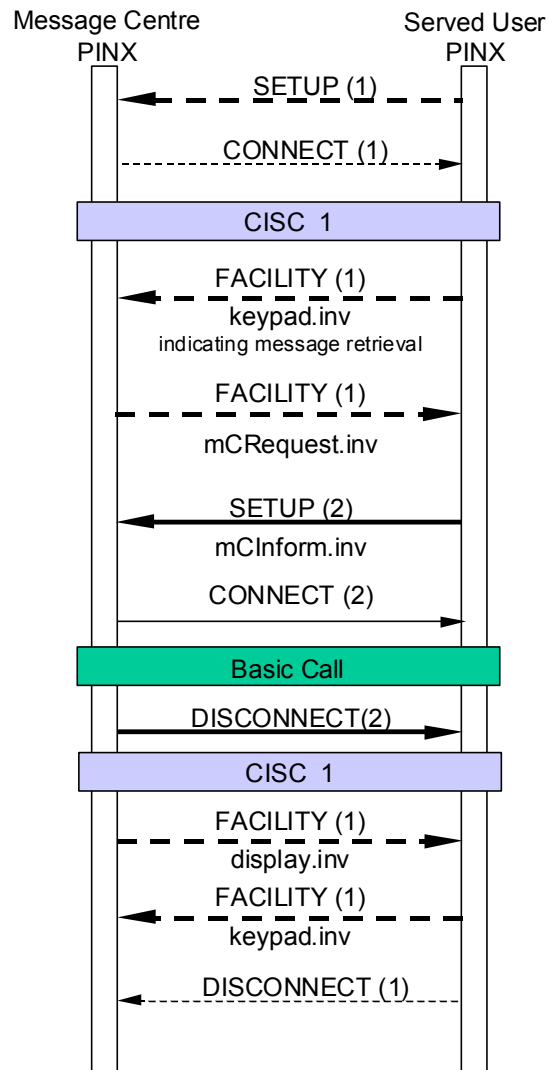 Message Centre
PINX
Served User
PINX
SETUP (1)
CONNECT (1)
CISC 1
FACILITY (1)
keypad.inv
indicating message retrieval
FACILITY (1)
mCRequest.inv
SETUP (2)
mCInform.inv
CONNECT (2)
Basic Call
DISCONNECT(2)
CISC 1
FACILITY (1)
display.inv
FACILITY (1)
keypad.inv
DISCONNECT (1)